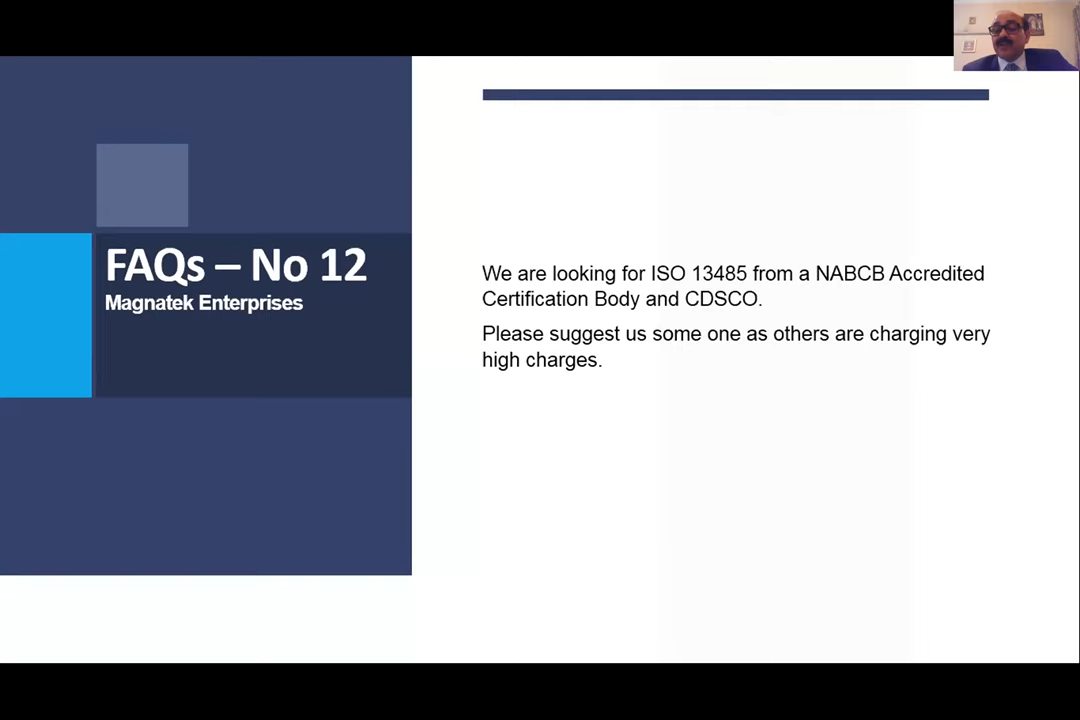 FAQs – No 12
Magnatek Enterprises
We are looking for ISO 13485 from a NABCB Accredited
Certification Body and CDSCO.
Please suggest us some one as others are charging very
high charges.